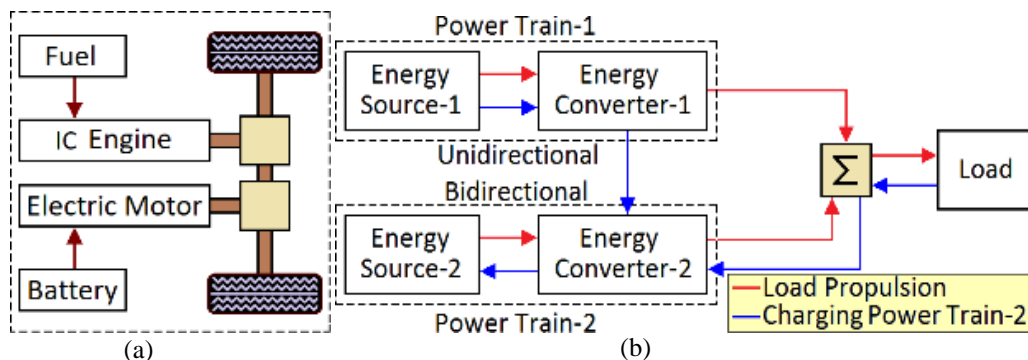 Fuel
IC Engine
Electric Motor
Battery
(a)
Power Train-1
Energy
Source-1
Energy
Converter-1
Unidirectional
Bidirectional
Energy
Source-2
Energy
Converter-2
Power Train-2
Σ
Load
Load Propulsion
Charging Power Train-2
(b)